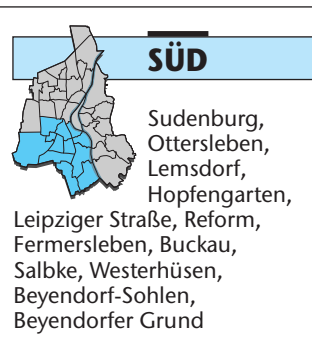 SÜD
Sudenburg,
Ottersleben,
Lemsdorf,
Hopfengarten,
Leipziger Straße, Reform,
Fermersleben, Buckau,
Salbke, Westerhüsen,
Beyendorf-Sohlen,
Beyendorfer Grund